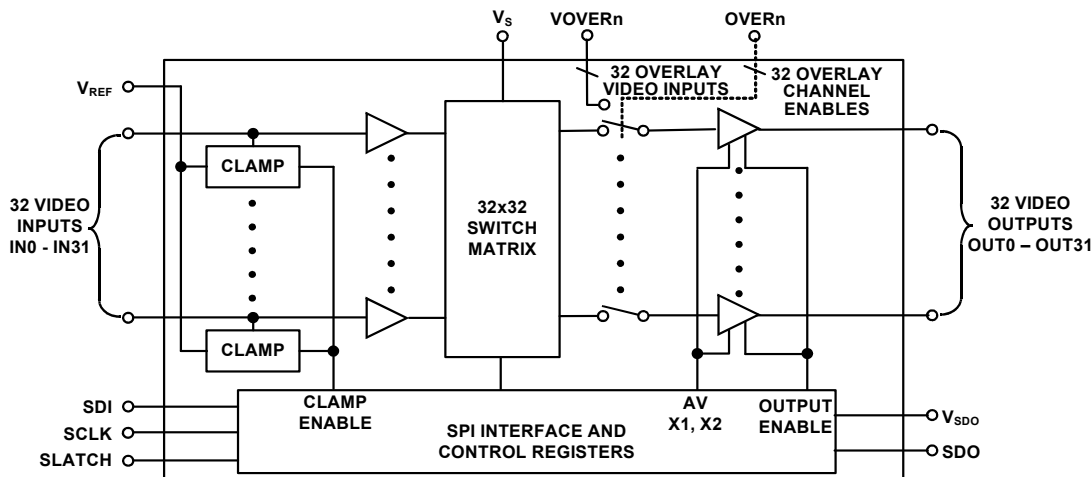 VS
VOVERn
OVERn
VREF
32 OVERLAY
VIDEO INPUTS
32 OVERLAY
CHANNEL
ENABLES
CLAMP
32 VIDEO
INPUTS
IN0 - IN31
32x32
SWITCH
MATRIX
32 VIDEO
OUTPUTS
OUT0 – OUT31
CLAMP
SDI
SCLK
SLATCH
CLAMP
ENABLE
SPI INTERFACE AND
CONTROL REGISTERS
AV
X1, X2
OUTPUT
ENABLE
VSDO
SDO